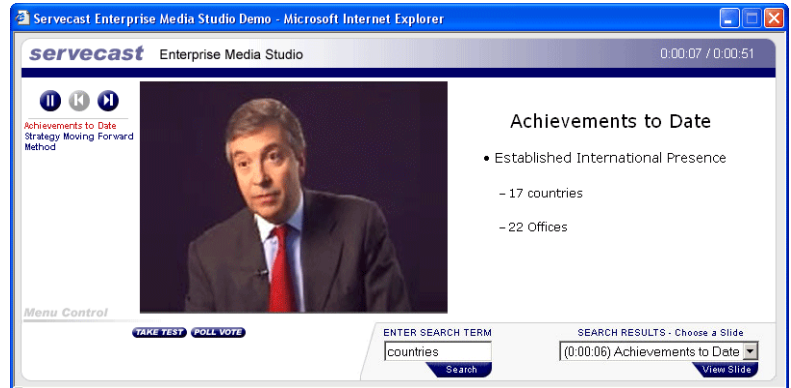 Servecast Enterprise Media Studio Demo - Microsoft Internet Explorer
servecast Enterprise Media Studio 0:00:07 / 0:00:51
Achievements to Date
Strategy Moving Forward
Method
Achievements to Date
• Established International Presence
– 17 countries
– 22 Offices
Menu Control
TAKE TEST POLL VOTE
ENTER SEARCH TERM
countries
Search
SEARCH RESULTS - Choose a Slide
(0:00:06) Achievements to Date
View Slide